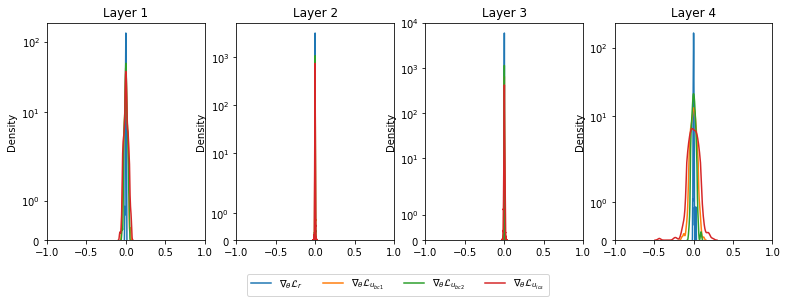 Layer 1 Layer 2 Layer 3 Layer 4
Density 10² 10¹ 10⁰ 0
−1.0 −0.5 0.0 0.5 1.0
Density 10³ 10² 10¹ 10⁰ 0
−1.0 −0.5 0.0 0.5 1.0
Density 10⁴ 10³ 10² 10¹ 10⁰ 0
−1.0 −0.5 0.0 0.5 1.0
Density 10² 10¹ 10⁰ 0
−1.0 −0.5 0.0 0.5 1.0
∇θℒr ∇θℒu_bc1 ∇θℒu_bc2 ∇θℒu_ics